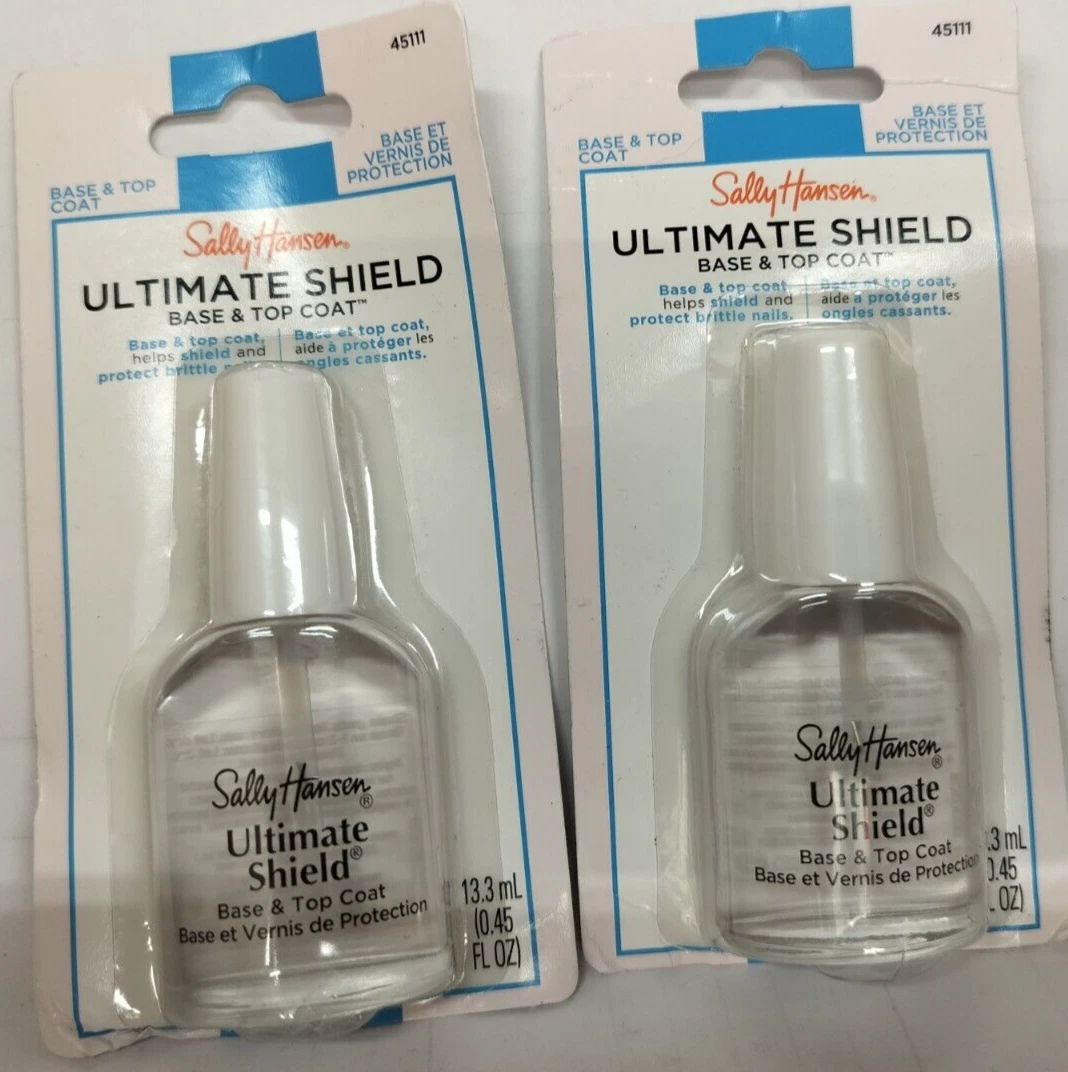 45111
BASE & TOP
COAT
BASE ET
VERNIS DE
PROTECTION
Sally Hansen®
ULTIMATE SHIELD
BASE & TOP COAT™
Base & top coat,
helps shield and
protect brittle
Base et top coat,
aide à protéger les
ongles cassants.
Sally Hansen®
Ultimate
Shield®
Base & Top Coat
Base et Vernis de Protection
13.3 mL
(0.45
FL OZ)
45111
BASE & TOP
COAT
BASE ET
VERNIS DE
PROTECTION
Sally Hansen®
ULTIMATE SHIELD
BASE & TOP COAT™
Base & top coat,
helps shield and
protect brittle nails.
Base et top coat,
aide à protéger les
ongles cassants.
Sally Hansen®
Ultimate
Shield®
Base & Top Coat
Base et Vernis de Protection
.3 mL
0.45
OZ)